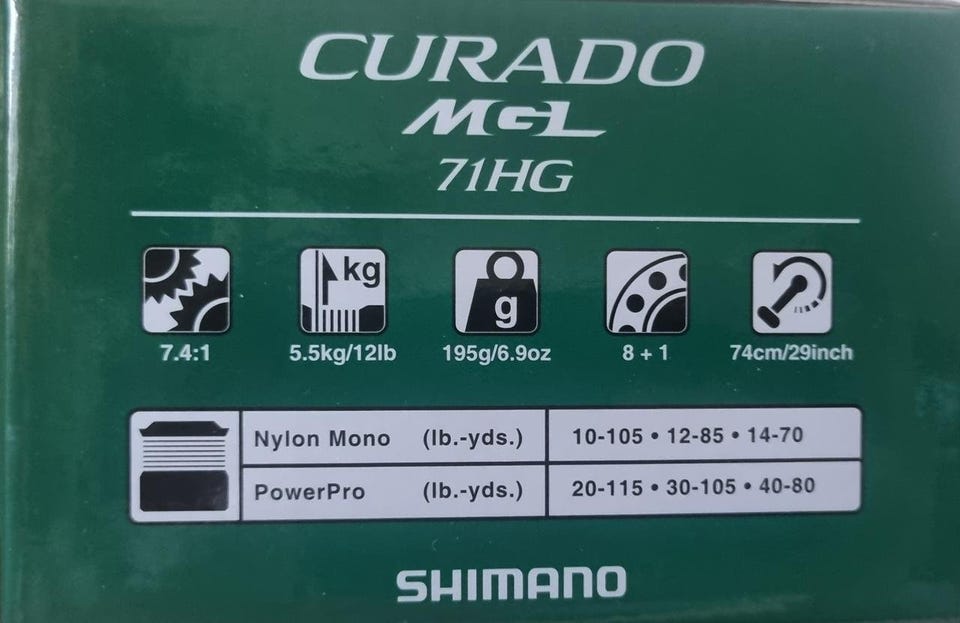 CURADO
MGL
71HG
kg
g
7.4:1 5.5kg/12lb 195g/6.9oz 8 + 1 74cm/29inch
Nylon Mono (lb.-yds.) 10-105 • 12-85 • 14-70
PowerPro (lb.-yds.) 20-115 • 30-105 • 40-80
SHIMANO